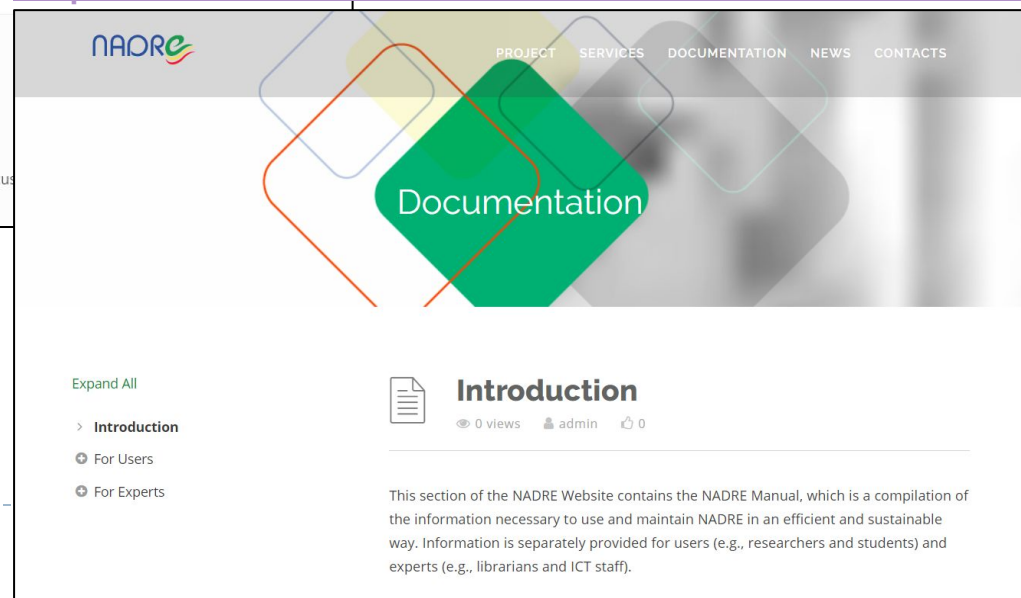 NADRe
PROJECT SERVICES DOCUMENTATION NEWS CONTACTS
Documentation
Expand All
Introduction
For Users
For Experts
Introduction
0 views admin 0
This section of the NADRE Website contains the NADRE Manual, which is a compilation of
the information necessary to use and maintain NADRE in an efficient and sustainable
way. Information is separately provided for users (e.g., researchers and students) and
experts (e.g., librarians and ICT staff).